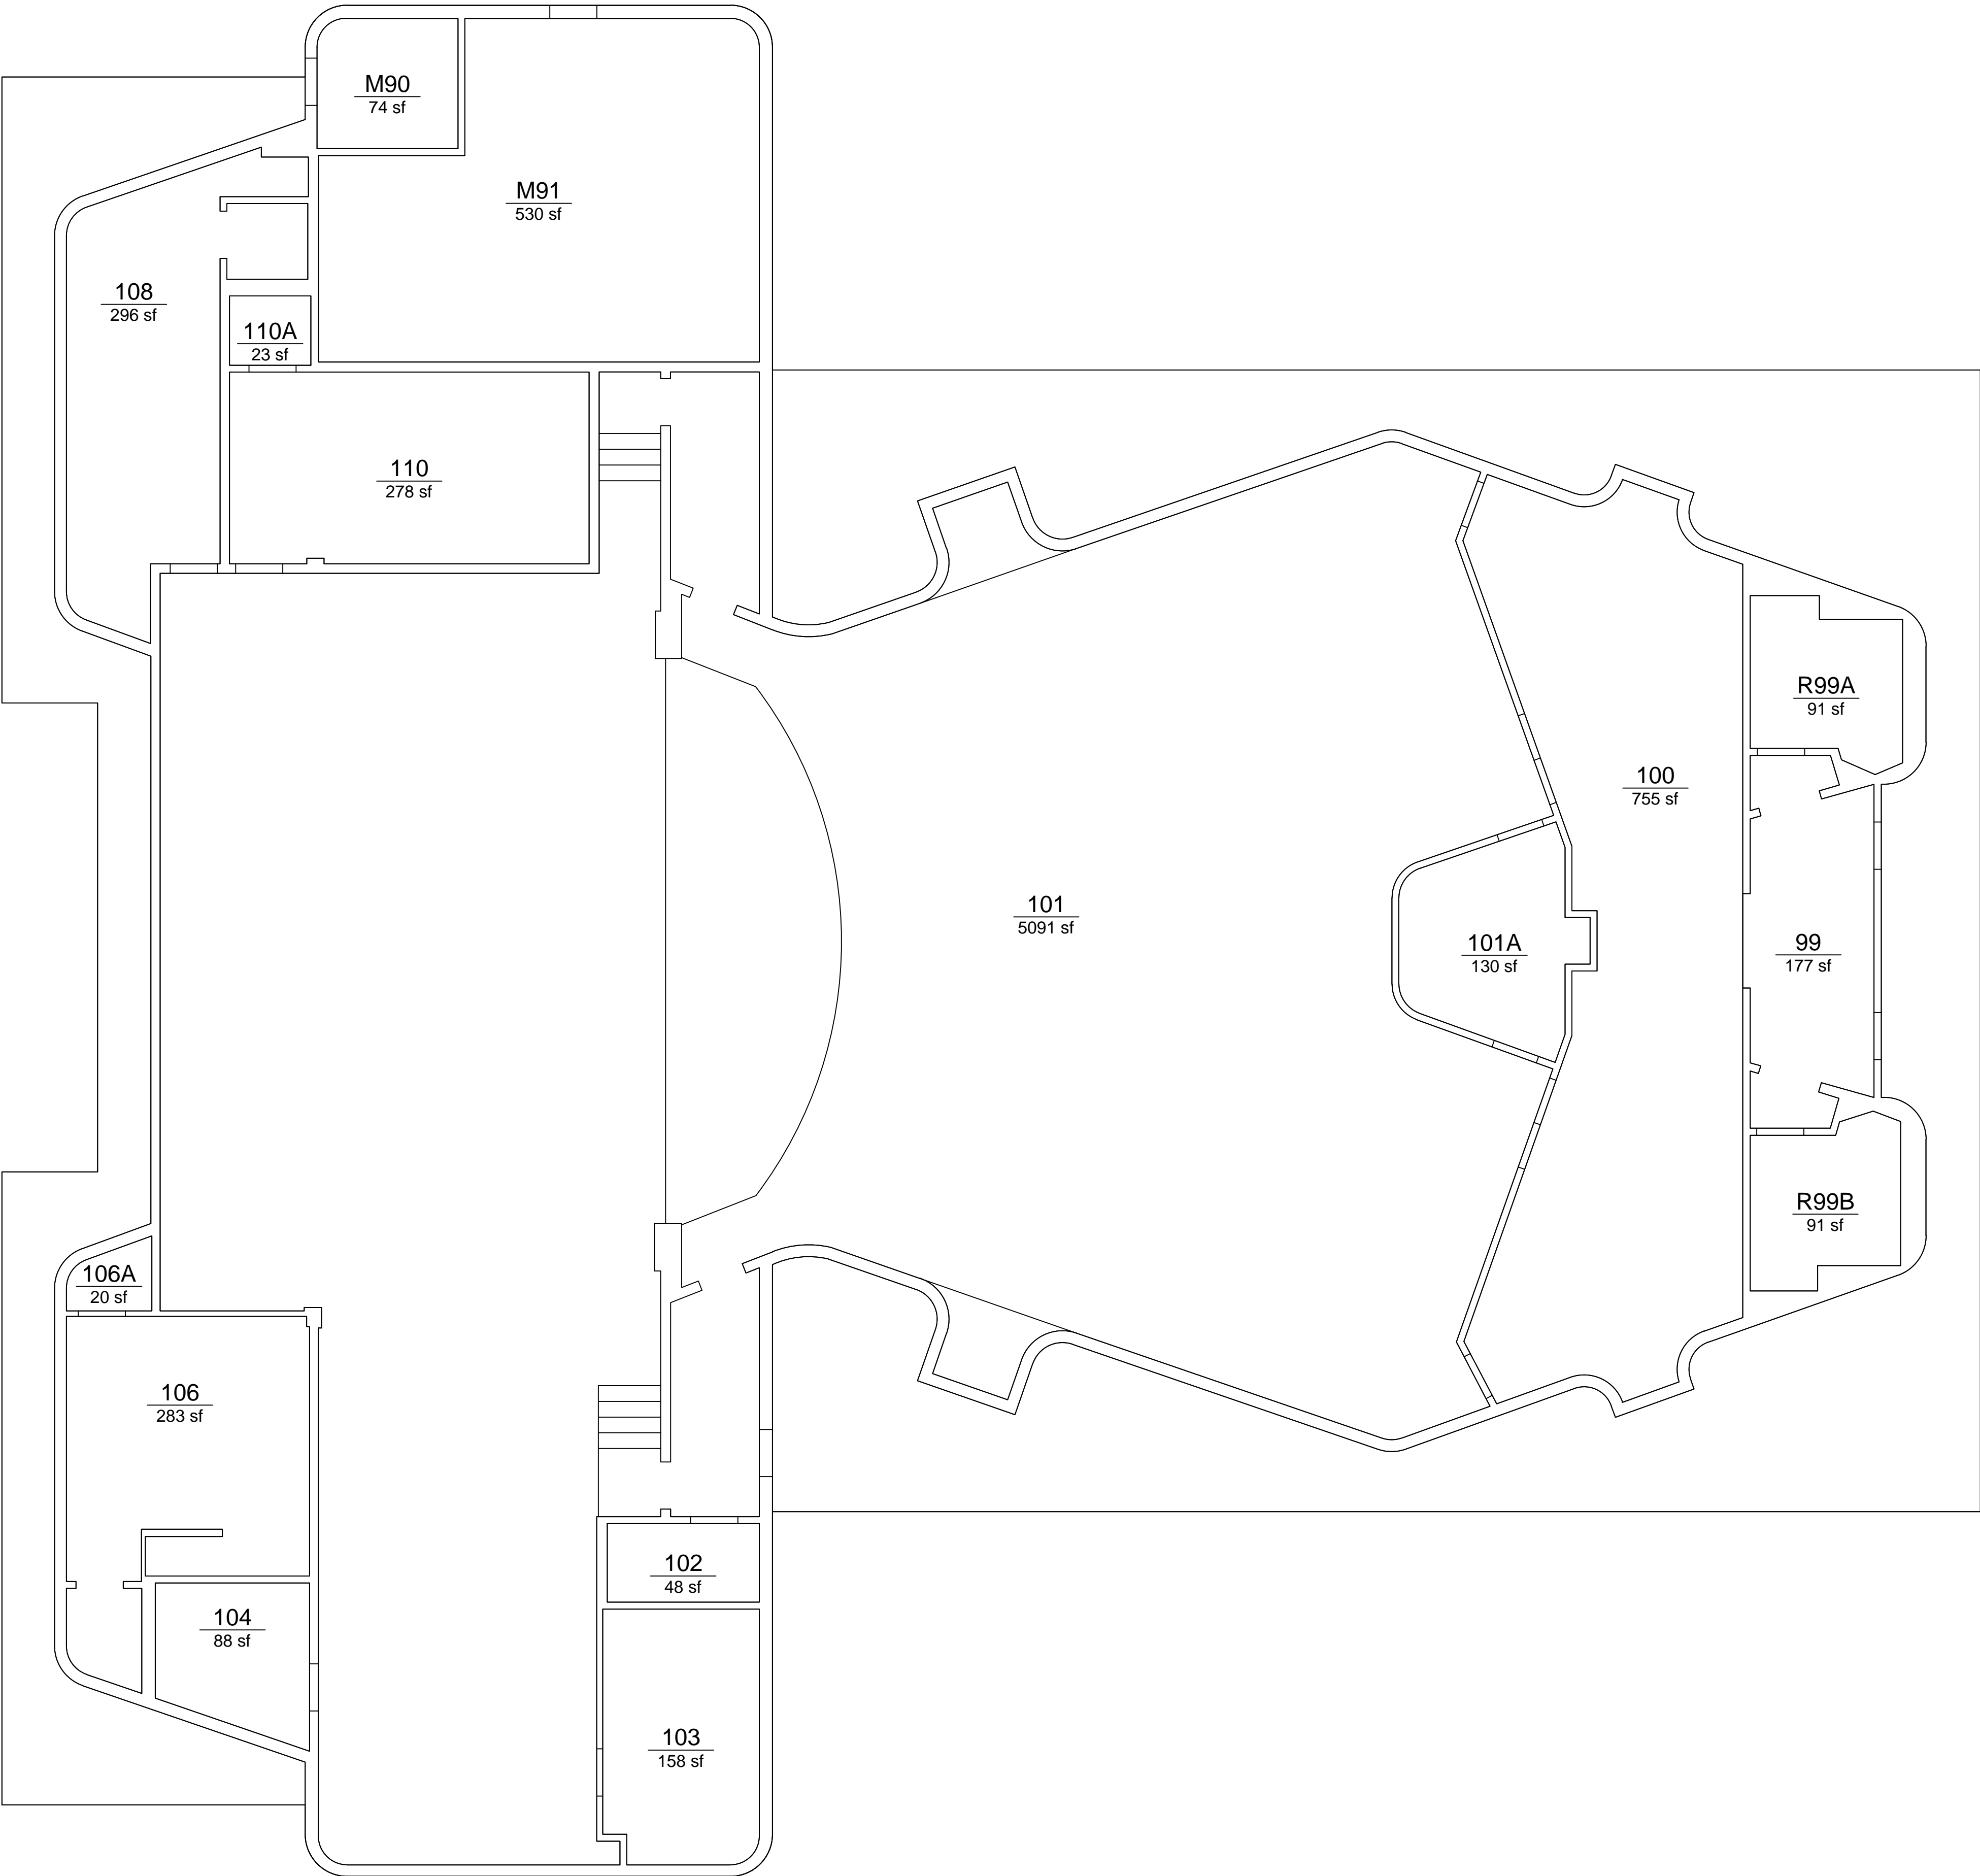 M90
74 sf
M91
530 sf
108
296 sf
110A
23 sf
110
278 sf
R99A
91 sf
100
755 sf
101
5091 sf
101A
130 sf
99
177 sf
R99B
91 sf
106A
20 sf
106
283 sf
102
48 sf
104
88 sf
103
158 sf